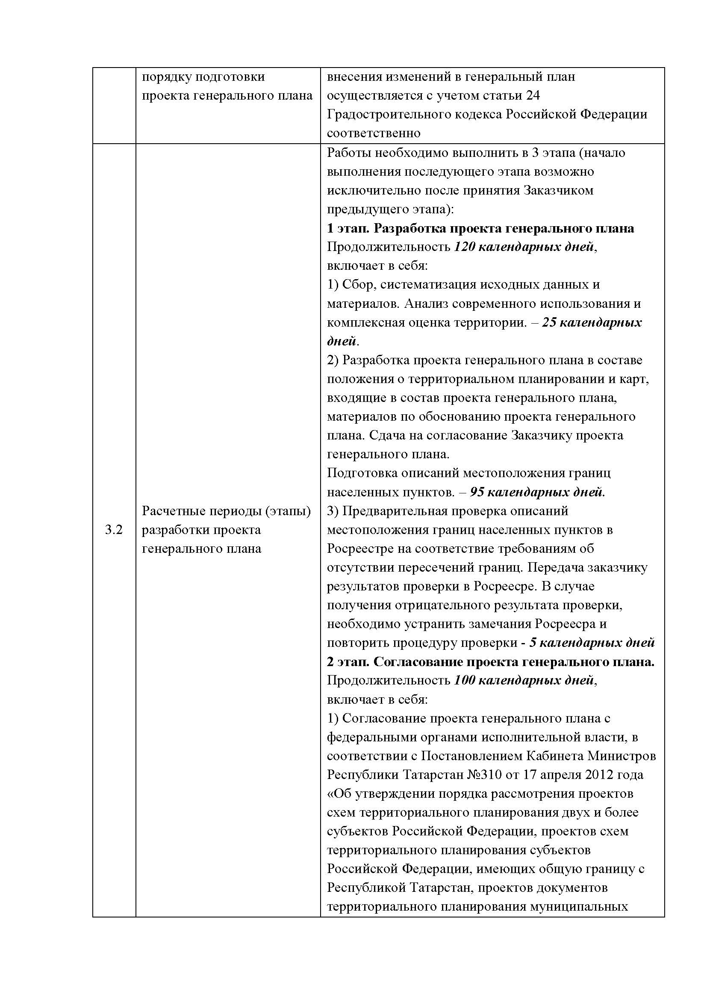 порядку подготовки
проекта генерального плана
внесения изменений в генеральный план
осуществляется с учетом статьи 24
Градостроительного кодекса Российской Федерации
соответственно
3.2
Расчетные периоды (этапы)
разработки проекта
генерального плана
Работы необходимо выполнить в 3 этапа (начало
выполнения последующего этапа возможно
исключительно после принятия Заказчиком
предыдущего этапа):
1 этап. Разработка проекта генерального плана
Продолжительность 120 календарных дней,
включает в себя:
1) Сбор, систематизация исходных данных и
материалов. Анализ современного использования и
комплексная оценка территории. – 25 календарных
дней.
2) Разработка проекта генерального плана в составе
положения о территориальном планировании и карт,
входящие в состав проекта генерального плана,
материалов по обоснованию проекта генерального
плана. Сдача на согласование Заказчику проекта
генерального плана.
Подготовка описаний местоположения границ
населенных пунктов. – 95 календарных дней.
3) Предварительная проверка описаний
местоположения границ населенных пунктов в
Росреестре на соответствие требованиям об
отсутствии пересечений границ. Передача заказчику
результатов проверки в Росреесре. В случае
получения отрицательного результата проверки,
необходимо устранить замечания Росреесра и
повторить процедуру проверки - 5 календарных дней
2 этап. Согласование проекта генерального плана.
Продолжительность 100 календарных дней,
включает в себя:
1) Согласование проекта генерального плана с
федеральными органами исполнительной власти, в
соответствии с Постановлением Кабинета Министров
Республики Татарстан №310 от 17 апреля 2012 года
«Об утверждении порядка рассмотрения проектов
схем территориального планирования двух и более
субъектов Российской Федерации, проектов схем
территориального планирования субъектов
Российской Федерации, имеющих общую границу с
Республикой Татарстан, проектов документов
территориального планирования муниципальных